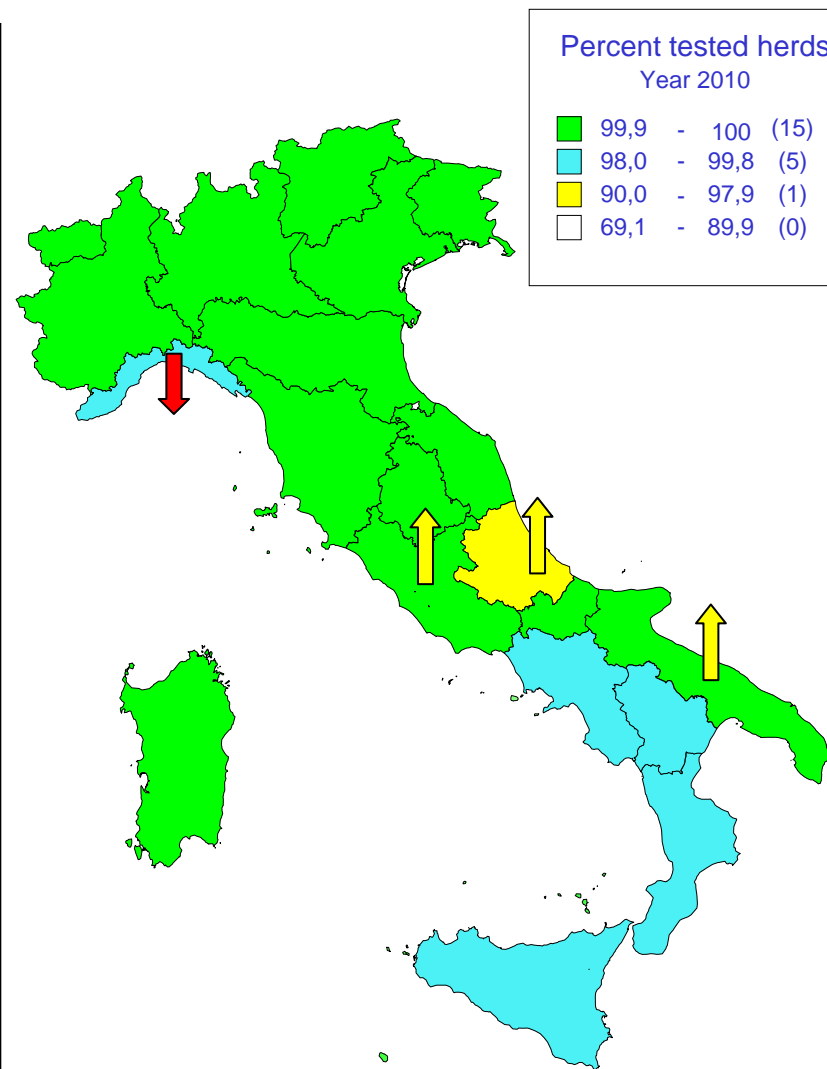 Percent tested herds
Year 2010
99,9 - 100 (15)
98,0 - 99,8 (5)
90,0 - 97,9 (1)
69,1 - 89,9 (0)